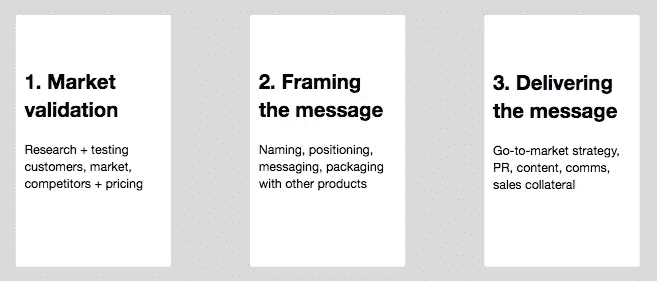 1. Market
validation
Research + testing
customers, market,
competitors + pricing
2. Framing
the message
Naming, positioning,
messaging, packaging
with other products
3. Delivering
the message
Go-to-market strategy,
PR, content, comms,
sales collateral